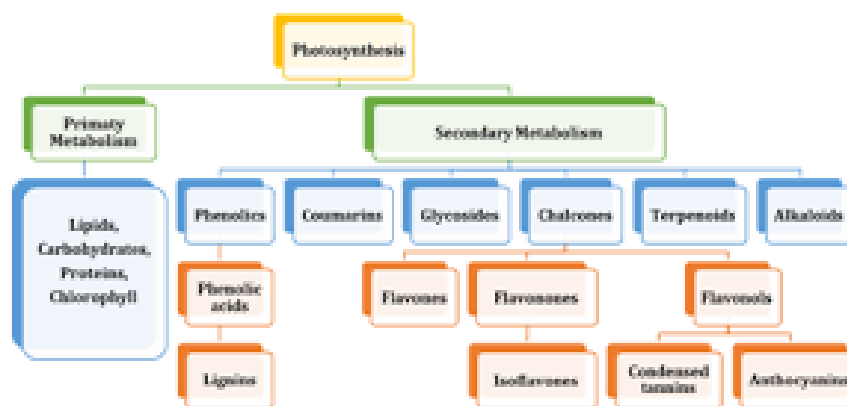 Photosynthesis
Primaty
Metabolism
Secondary Metabolism
Lipids,
Carbohydrates,
Proteins,
Chlorophyll
Phenolics
Coumarins
Glycosides
Chalcones
Terpenoids
Alkaloids
Phenolic
acids
Flavones
Flavonones
Flavonols
Lignins
Isoflavones
Condensed
tannins
Anthocyanins